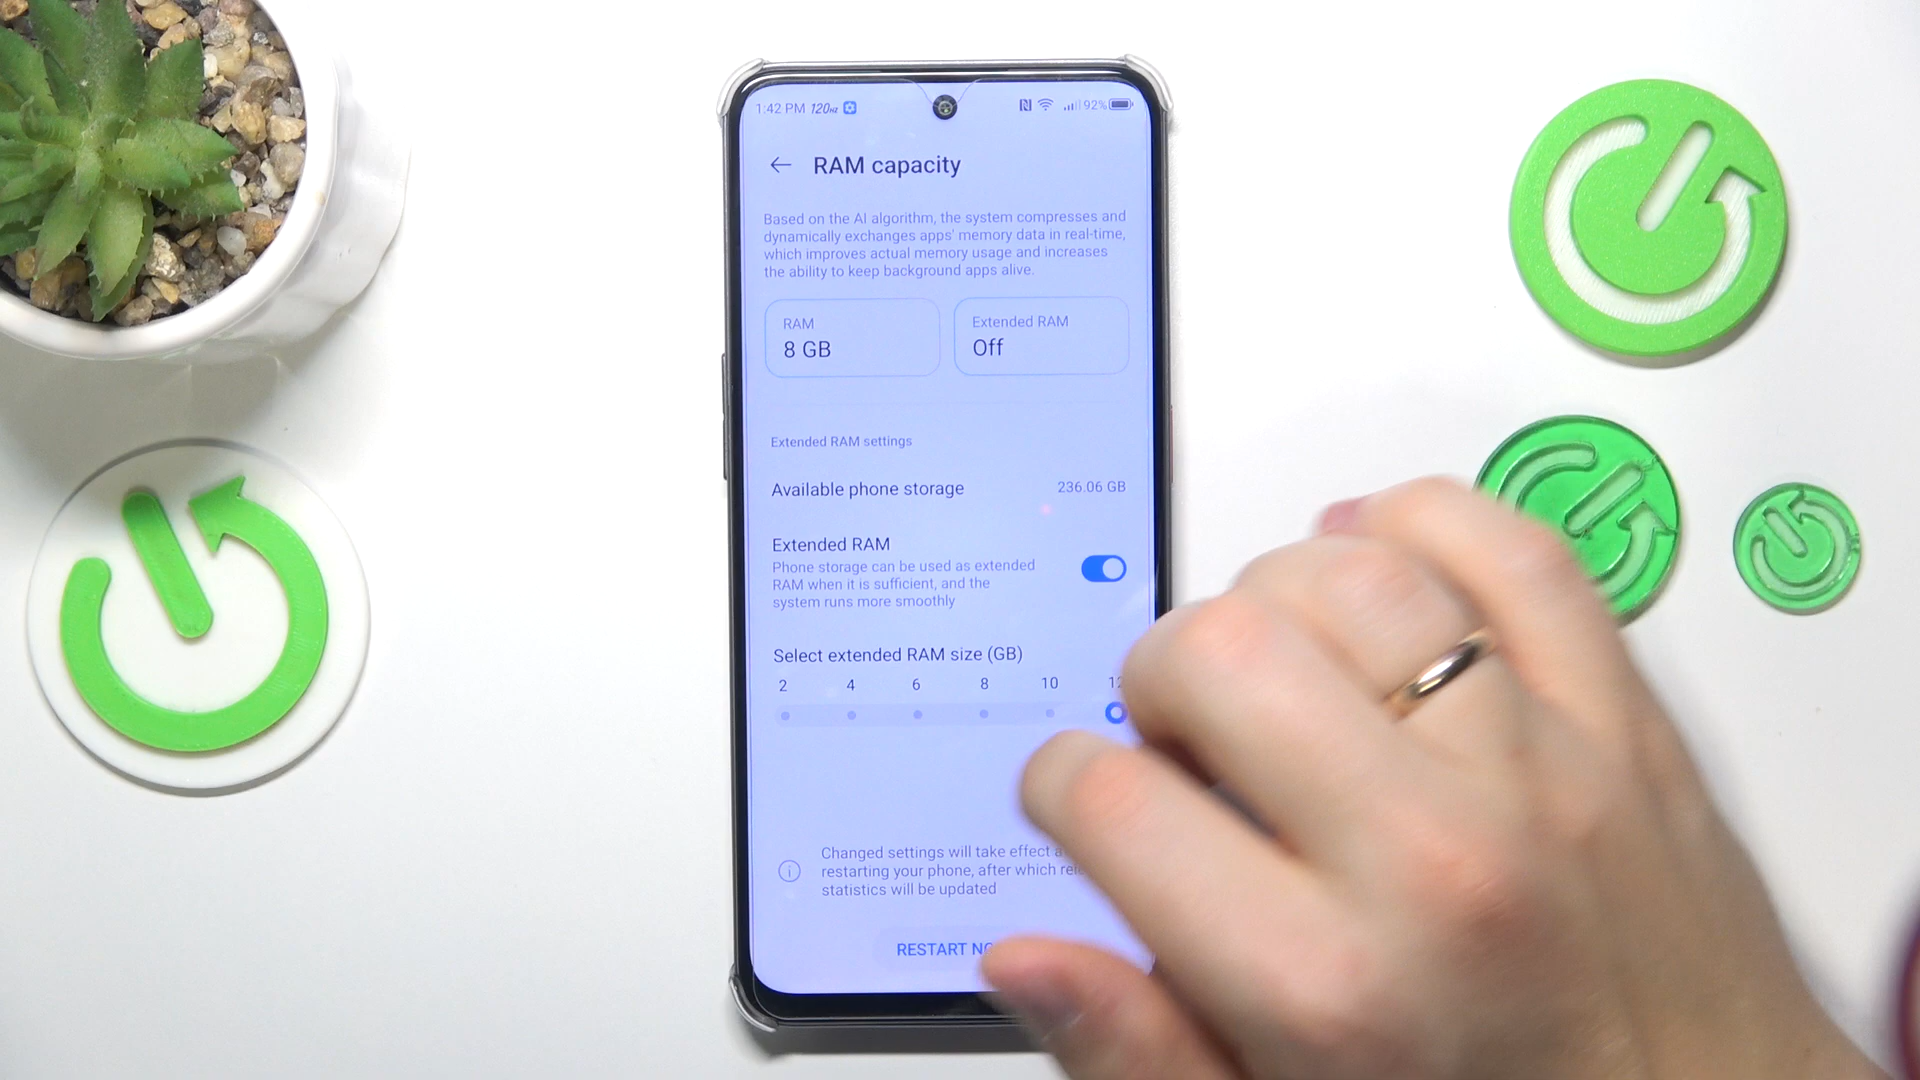 1:42 PM 120Hz 92%
RAM capacity
Based on the AI algorithm, the system compresses and
dynamically exchanges apps' memory data in real-time,
which improves actual memory usage and increases
the ability to keep background apps alive.
RAM
8 GB
Extended RAM
Off
Extended RAM settings
Available phone storage 236.06 GB
Extended RAM
Phone storage can be used as extended
RAM when it is sufficient, and the
system runs more smoothly
Select extended RAM size (GB)
2 4 6 8 10
Changed settings will take effect
restarting your phone, after which
statistics will be updated
RESTART